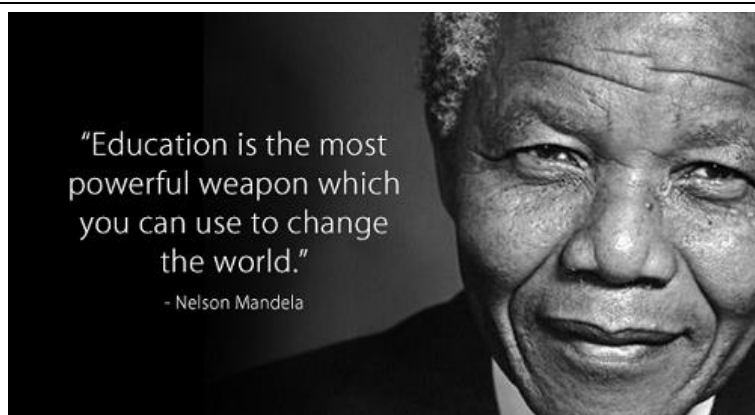 “Education is the most
powerful weapon which
you can use to change
the world.”
- Nelson Mandela